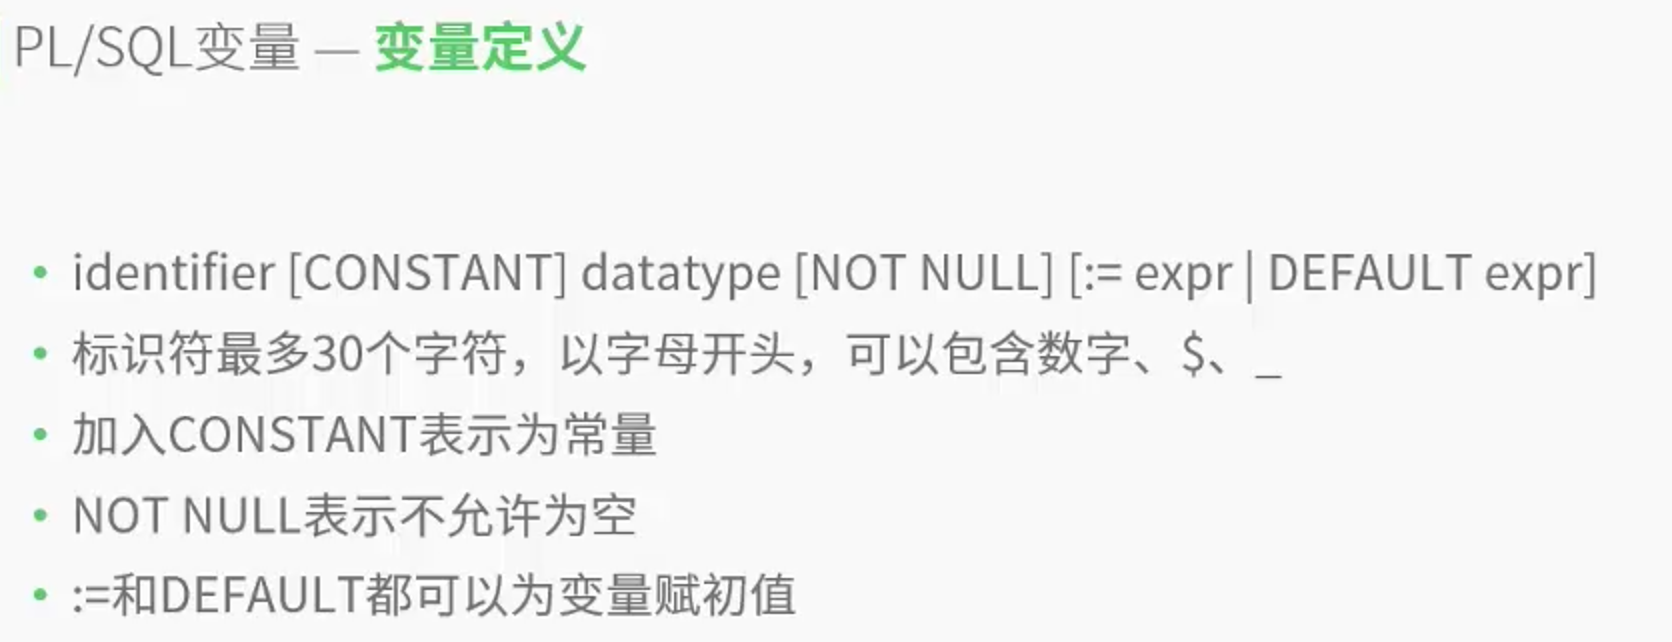 PL/SQL变量 — 变量定义
• identifier [CONSTANT] datatype [NOT NULL] [:= expr | DEFAULT expr]
• 标识符最多30个字符，以字母开头，可以包含数字、$、_
• 加入CONSTANT表示为常量
• NOT NULL表示不允许为空
• :=和DEFAULT都可以为变量赋初值